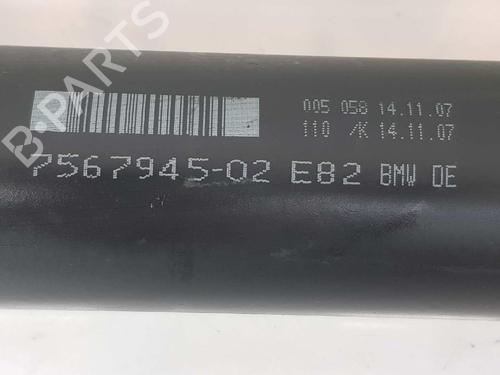 005 058 14.11.07
110 /K 14.11.07
7567945-02 E82 BMW DE
B-PARTS